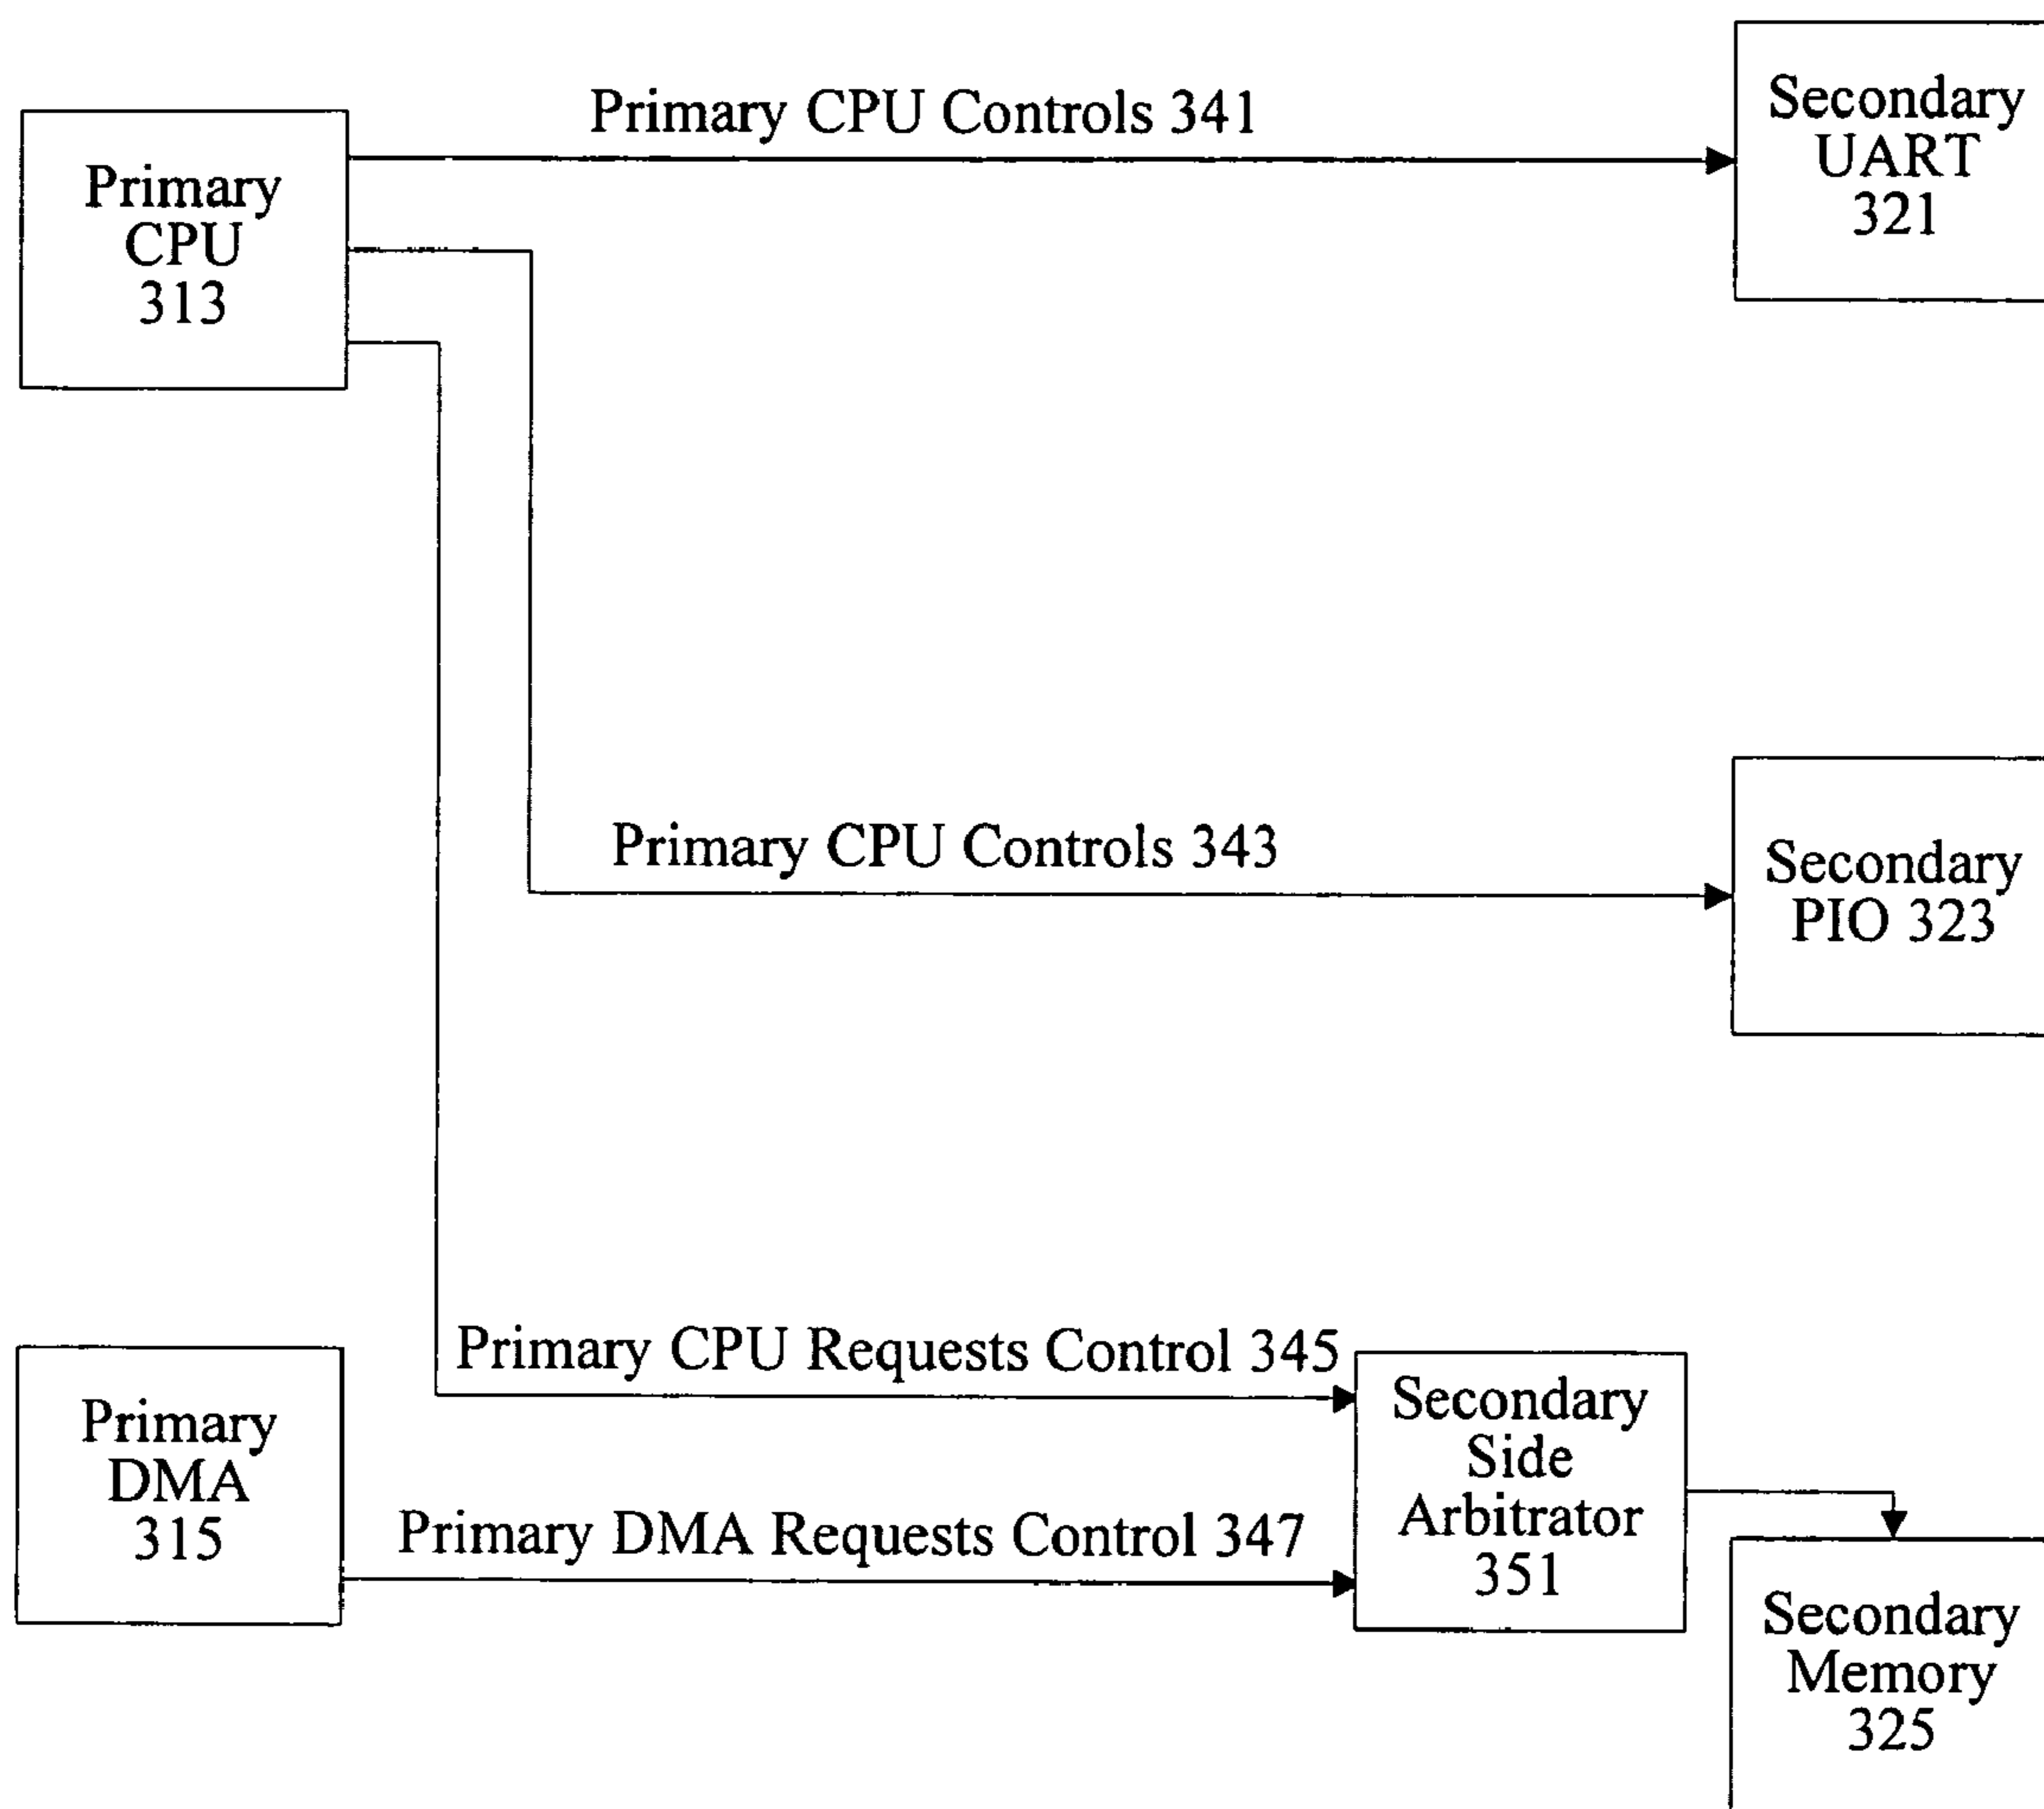 Primary CPU Controls 341
Secondary
UART
321
Primary
CPU
313
Primary CPU Controls 343
Secondary
PIO 323
Primary CPU Requests Control 345
Primary
DMA
315
Secondary
Side
Arbitrator
351
Primary DMA Requests Control 347
Secondary
Memory
325